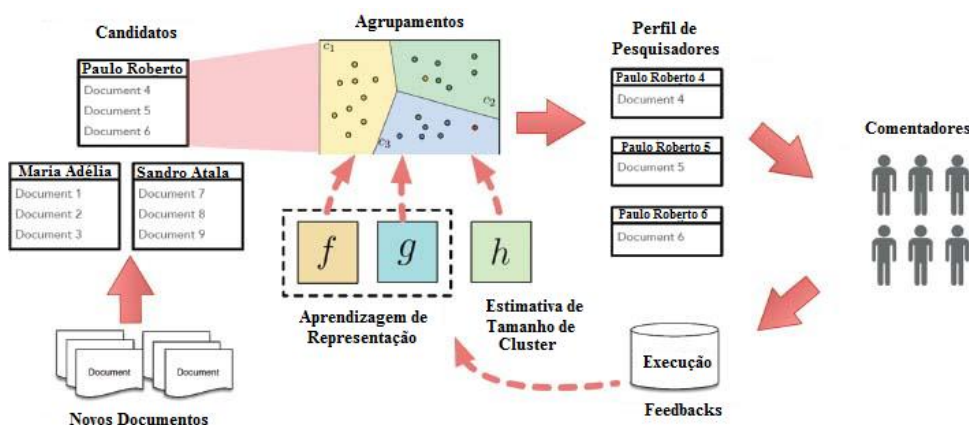 Candidatos
Paulo Roberto
Document 4
Document 5
Document 6
Maria Adélia
Document 1
Document 2
Document 3
Sandro Atala
Document 7
Document 8
Document 9
Document
Document
Novos Documentos
Agrupamentos
c1
c2
c3
f
g
h
Aprendizagem de
Representação
Estimativa de
Tamanho de
Cluster
Perfil de
Pesquisadores
Paulo Roberto 4
Document 4
Paulo Roberto 5
Document 5
Paulo Roberto 6
Document 6
Comentadores
Execução
Feedbacks